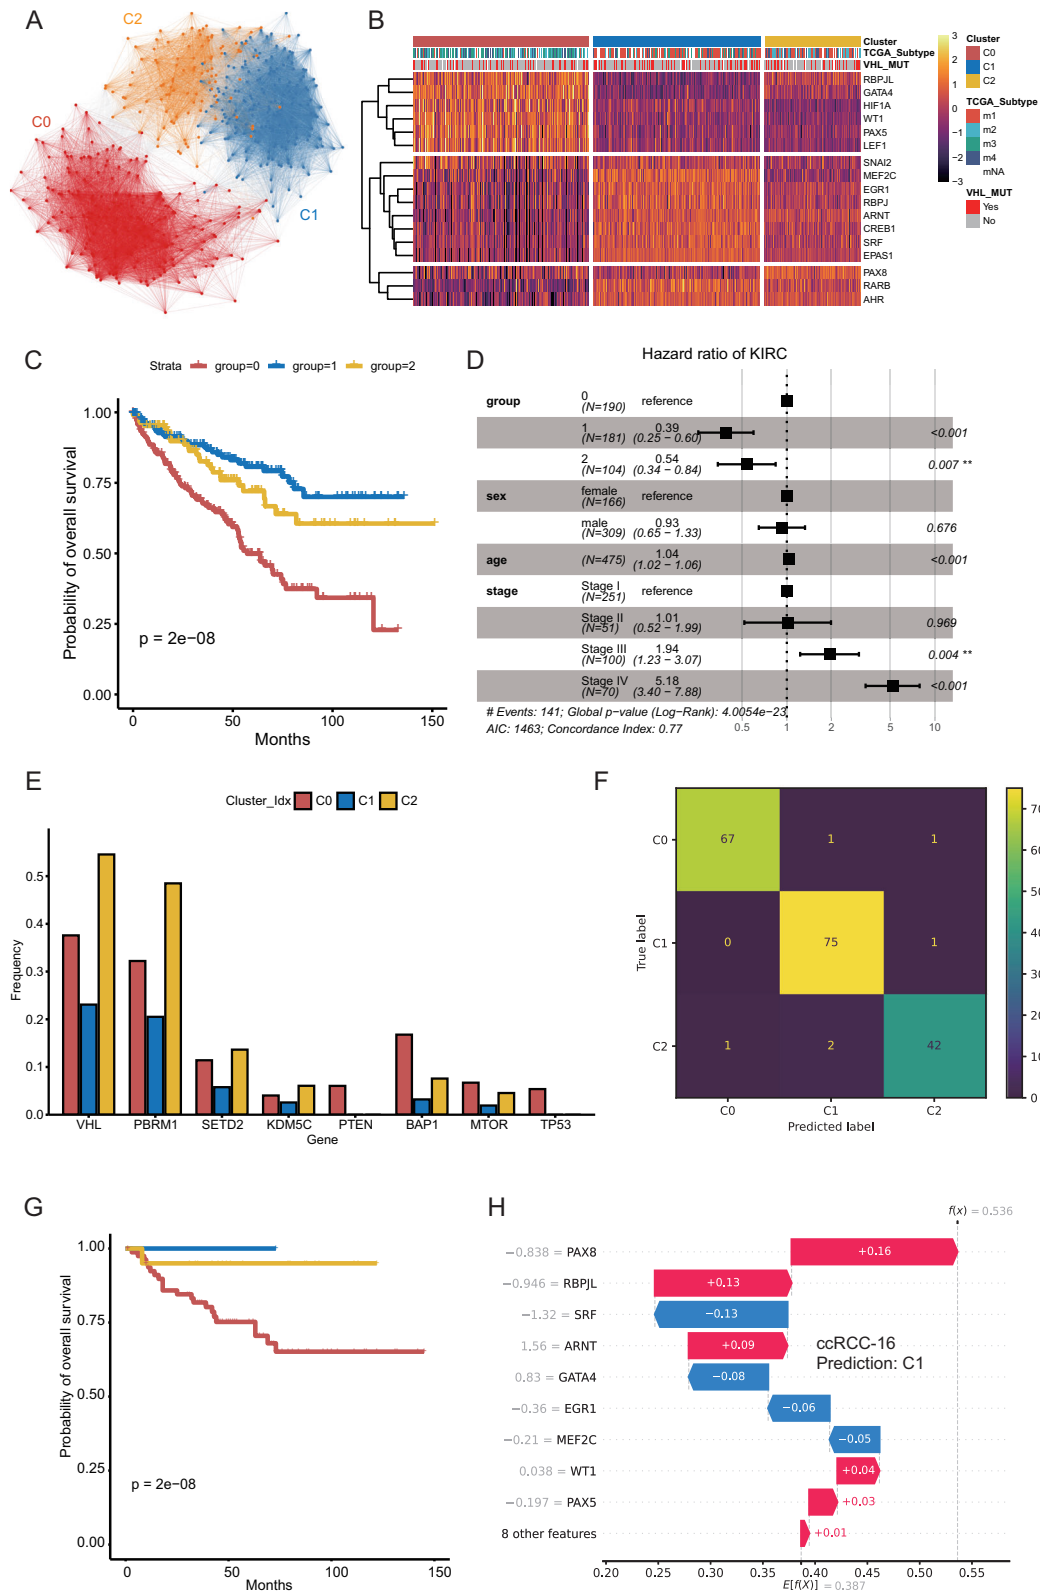 A
C2
C0
C1
B
Cluster
TCGA_Subtype
VHL_MUT
RBPJL
GATA4
HIF1A
WT1
PAX5
LEF1
SNAI2
MEF2C
EGR1
RBPJ
ARNT
CREB1
SRF
EPAS1
PAX8
RARB
AHR
3
2
1
0
−1
−2
−3
Cluster
C0
C1
C2
TCGA_Subtype
m1
m2
m3
m4
mNA
VHL_MUT
Yes
No
C
Strata group=0 group=1 group=2
Probability of overall survival
1.00
0.75
0.50
0.25
0.00
p = 2e−08
0 50 100 150
Months
D
Hazard ratio of KIRC
group 0 (N=190) reference
1 (N=181) 0.39 (0.25 − 0.60) <0.001
2 (N=104) 0.54 (0.34 − 0.84) 0.007 **
sex female (N=166) reference
male (N=309) 0.93 (0.65 − 1.33) 0.676
age (N=475) 1.04 (1.02 − 1.06) <0.001
stage Stage I (N=251) reference
Stage II (N=51) 1.01 (0.52 − 1.99) 0.969
Stage III (N=100) 1.94 (1.23 − 3.07) 0.004 **
Stage IV (N=70) 5.18 (3.40 − 7.88) <0.001
# Events: 141; Global p−value (Log−Rank): 4.0054e−23
AIC: 1463; Concordance Index: 0.77
0.5 1 2 5 10
E
Cluster_Idx C0 C1 C2
Frequency
0.5
0.4
0.3
0.2
0.1
0.0
VHL PBRM1 SETD2 KDM5C PTEN BAP1 MTOR TP53
Gene
F
True label
C0 67 1 1
C1 0 75 1
C2 1 2 42
C0 C1 C2
Predicted label
70
60
50
40
30
20
10
0
G
Probability of overall survival
1.00
0.75
0.50
0.25
0.00
p = 2e−08
0 50 100 150
Months
H
f(x) = 0.536
−0.838 = PAX8 +0.16
−0.946 = RBPJL +0.13
−1.32 = SRF −0.13
1.56 = ARNT +0.09
0.83 = GATA4 −0.08
−0.36 = EGR1 −0.06
−0.21 = MEF2C −0.05
0.038 = WT1 +0.04
−0.197 = PAX5 +0.03
8 other features +0.01
ccRCC-16
Prediction: C1
0.20 0.25 0.30 0.35 0.40 0.45 0.50 0.55
E[f(X)] = 0.387